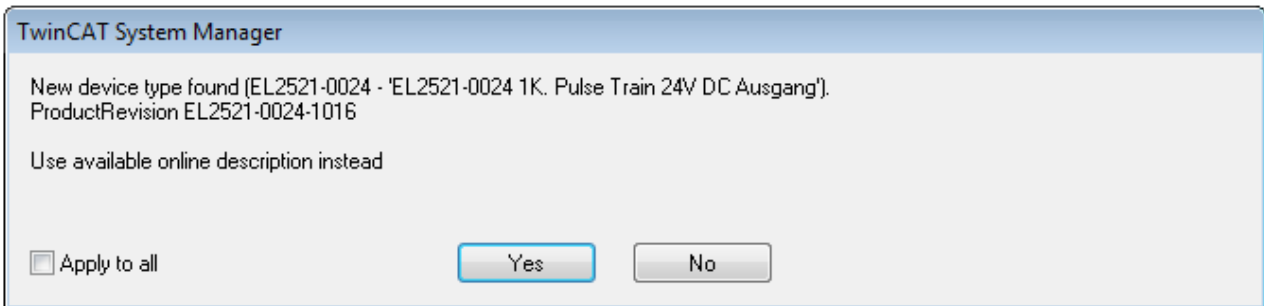 TwinCAT System Manager
New device type found (EL2521-0024 - 'EL2521-0024 1K. Pulse Train 24V DC Ausgang').
ProductRevision EL2521-0024-1016
Use available online description instead
Apply to all
Yes
No